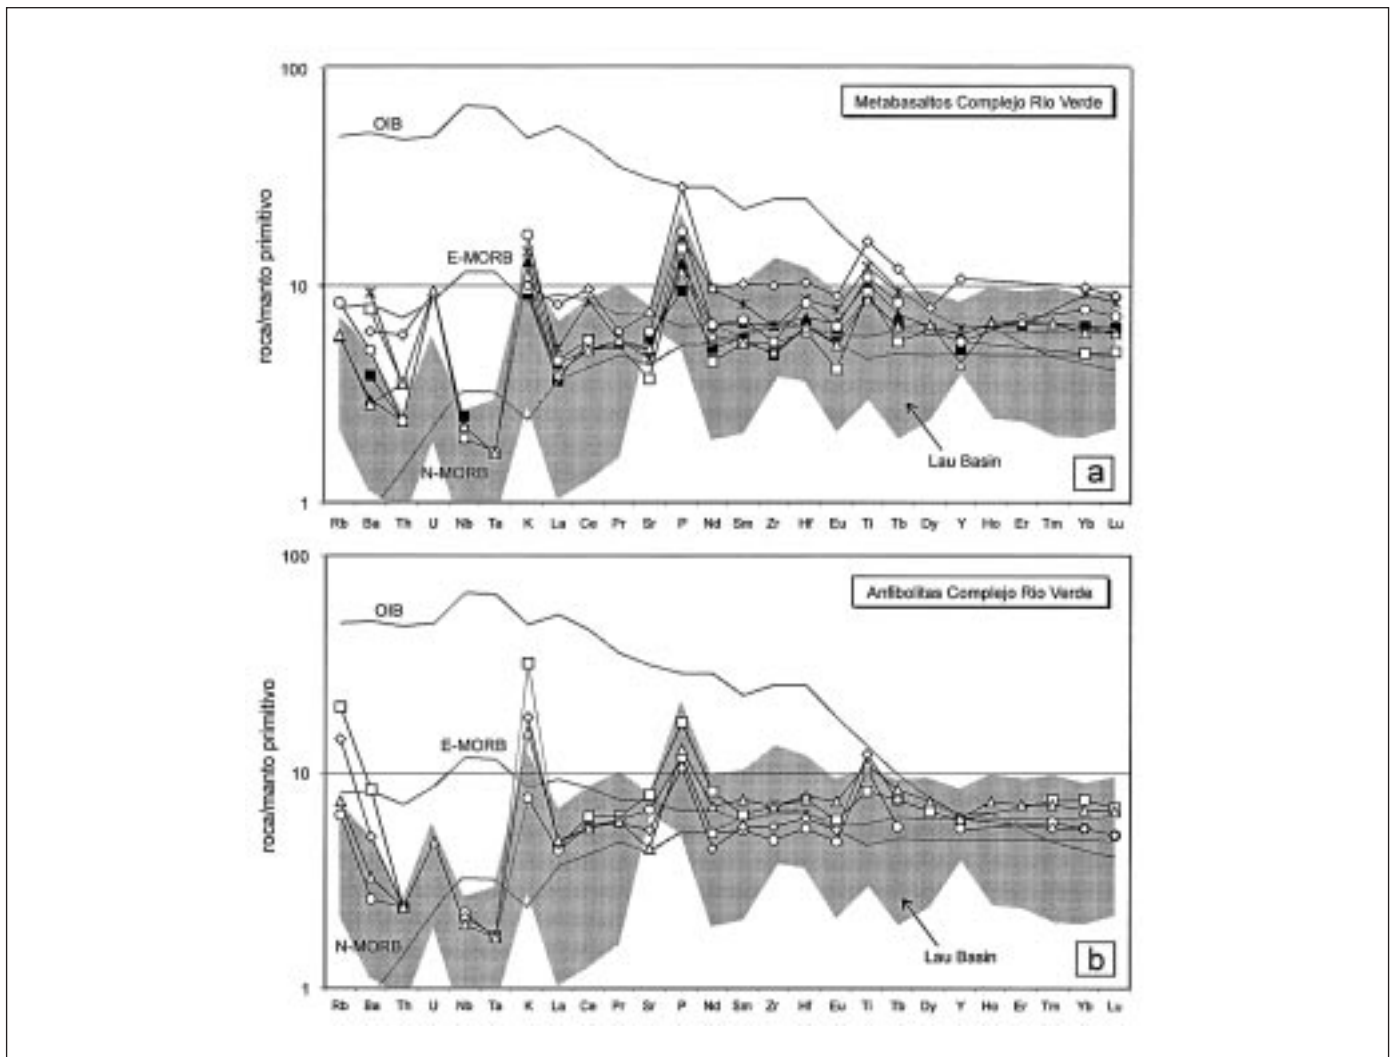 100
Metabasaltos Complejo Rio Verde
OIB
E-MORB
roca/manto primitivo
10
N-MORB
Lau Basin
a
1
Rb Ba Th U Nb Ta K La Ce Pr Sr P Nd Sm Zr Hf Eu Ti Tb Dy Y Ho Er Tm Yb Lu
100
Anfibolitas Complejo Rio Verde
OIB
E-MORB
roca/manto primitivo
10
N-MORB
Lau Basin
b
1
Rb Ba Th U Nb Ta K La Ce Pr Sr P Nd Sm Zr Hf Eu Ti Tb Dy Y Ho Er Tm Yb Lu